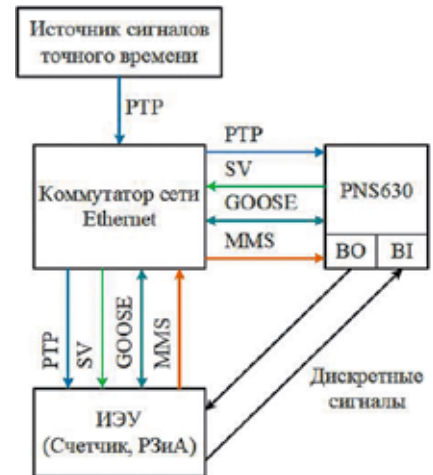 Источник сигналов
точного времени
PTP
PTP
SV
Коммутатор сети
Ethernet
GOOSE
MMS
PNS630
BO
BI
PTP
SV
GOOSE
MMS
Дискретные
сигналы
ИЭУ
(Счетчик, РЗиА)